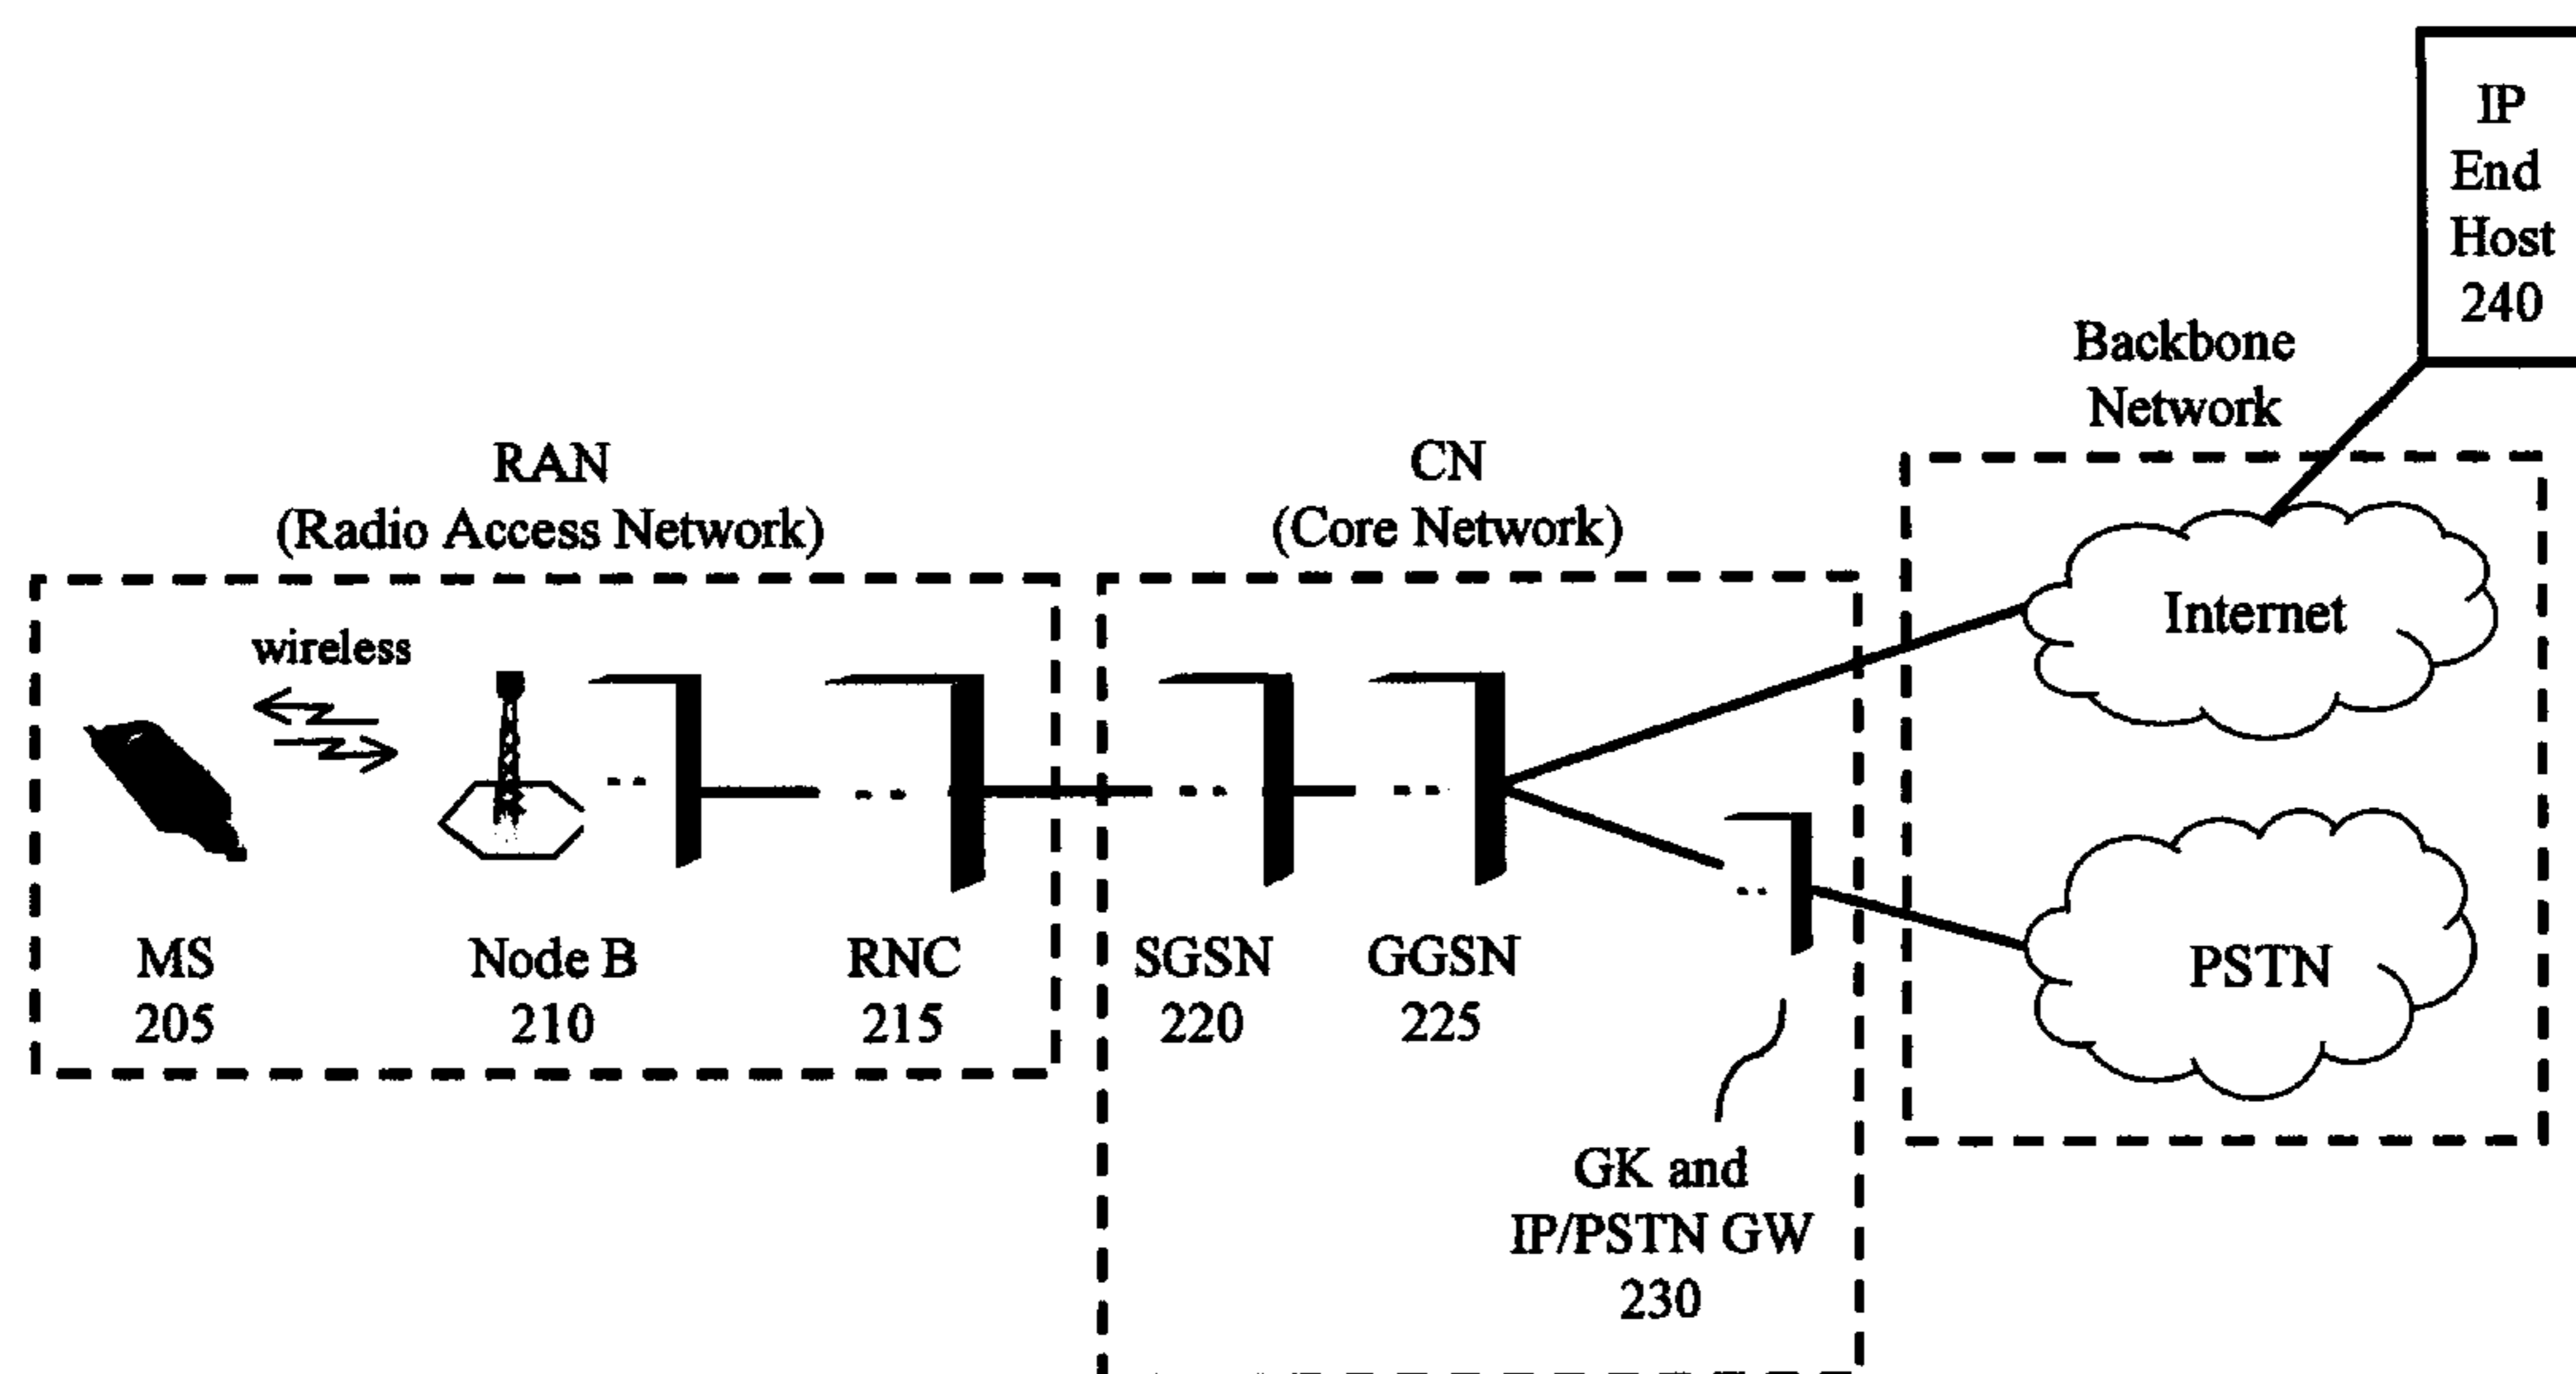 IP
End
Host
240
Backbone
Network
RAN
(Radio Access Network)
CN
(Core Network)
wireless
Internet
MS
205
Node B
210
RNC
215
SGSN
220
GGSN
225
PSTN
GK and
IP/PSTN GW
230